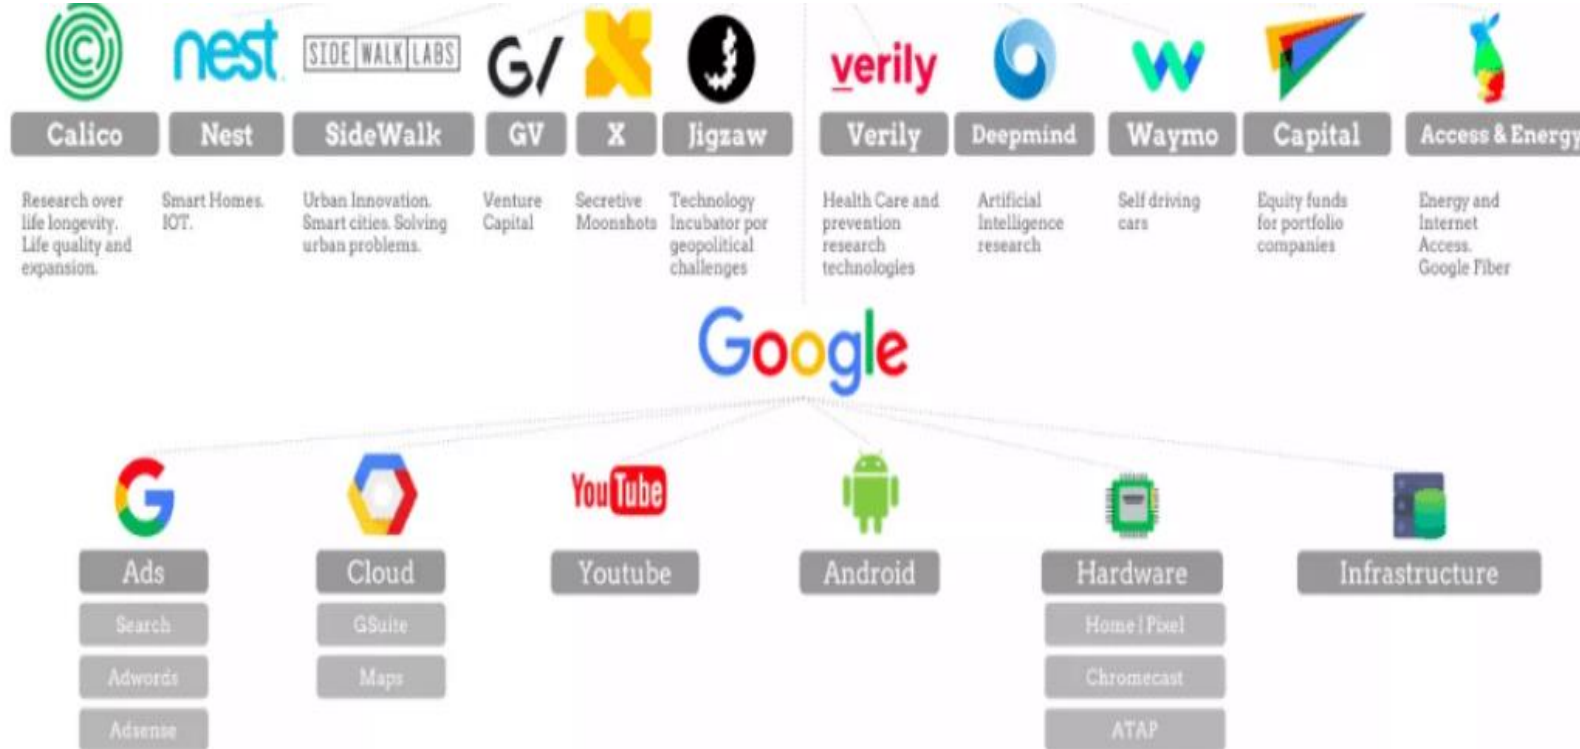 nest
SIDE WALK LABS
G/
verily
Calico
Nest
SideWalk
GV
X
Jigzaw
Verily
Deepmind
Waymo
Capital
Access & Energy
Research over
life longevity.
Life quality and
expansion.
Smart Homes.
IOT.
Urban Innovation.
Smart cities. Solving
urban problems.
Venture
Capital
Secretive
Moonshots
Technology
Incubator por
geopolitical
challenges
Health Care and
prevention
research
technologies
Artificial
Intelligence
research
Self driving
cars
Equity funds
for portfolio
companies
Energy and
Internet
Access.
Google Fiber
Google
G
YouTube
Ads
Cloud
Youtube
Android
Hardware
Infrastructure
Search
GSuite
Home | Pixel
Adwords
Maps
Chromecast
Adsense
ATAP